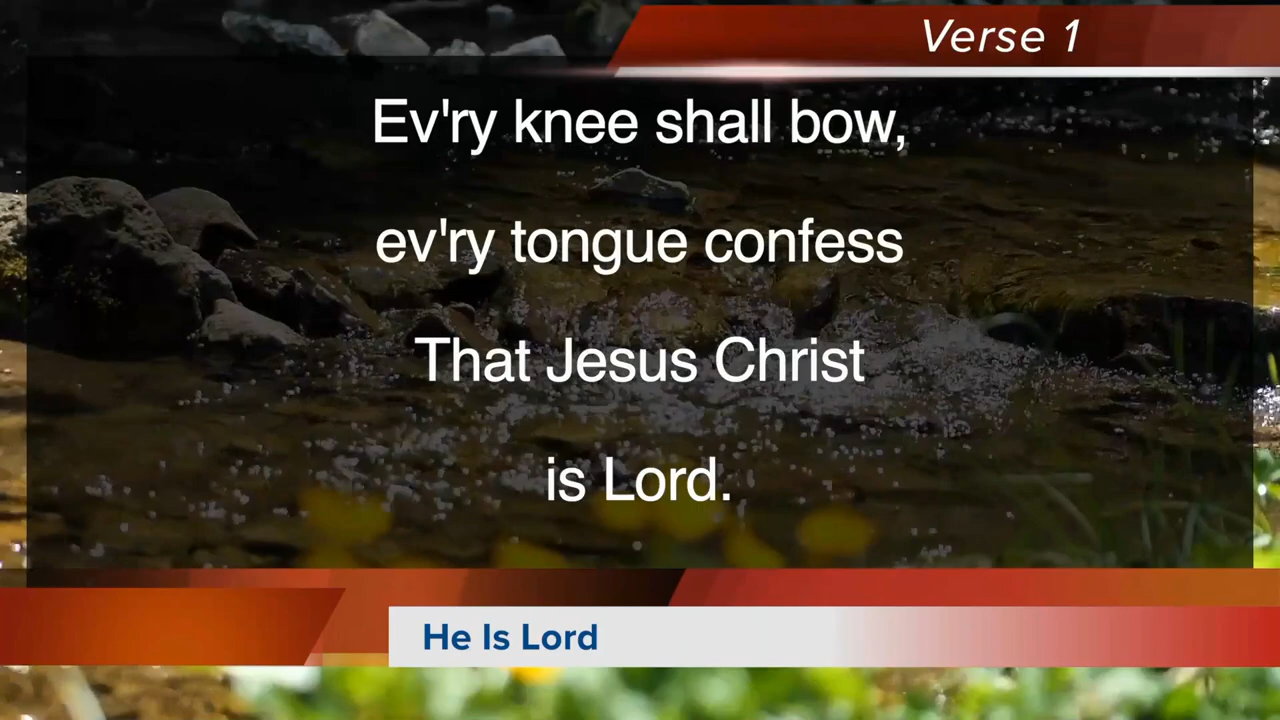 Verse 1
Ev'ry knee shall bow,
ev'ry tongue confess
That Jesus Christ
is Lord.
He Is Lord